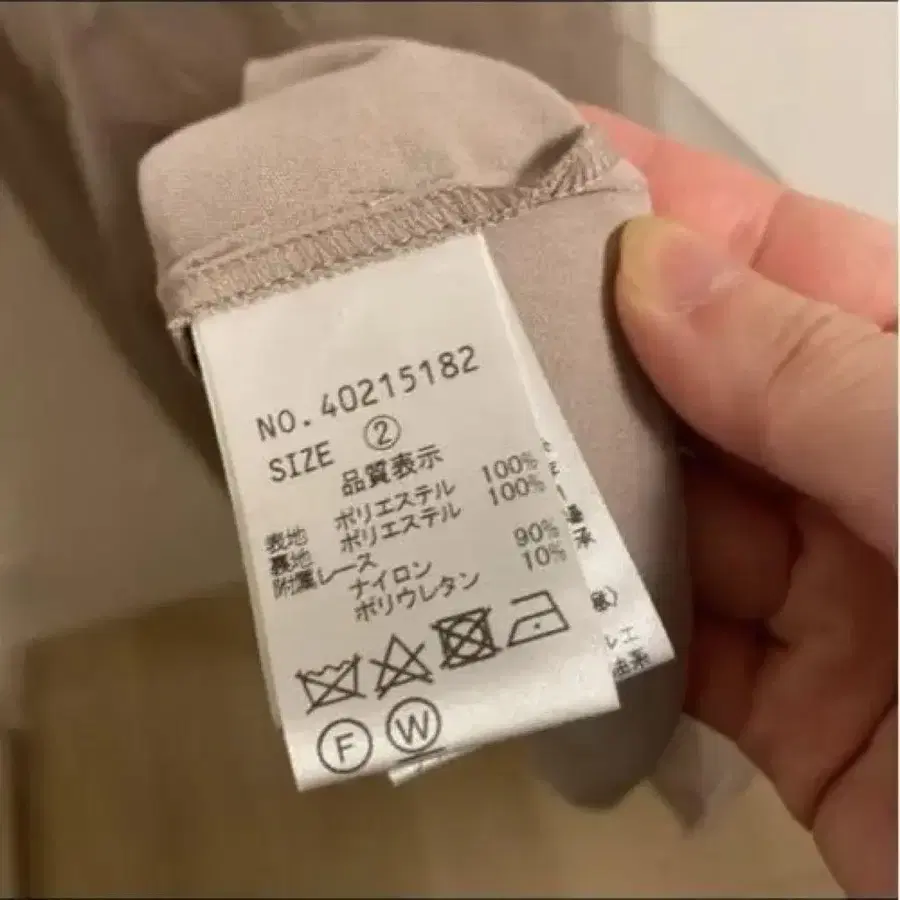 NO.40215182
SIZE ②
品質表示
表地 ポリエステル 100%
裏地 ポリエステル 100%
附属レース
ナイロン 90%
ポリウレタン 10%
Ⓕ Ⓦ